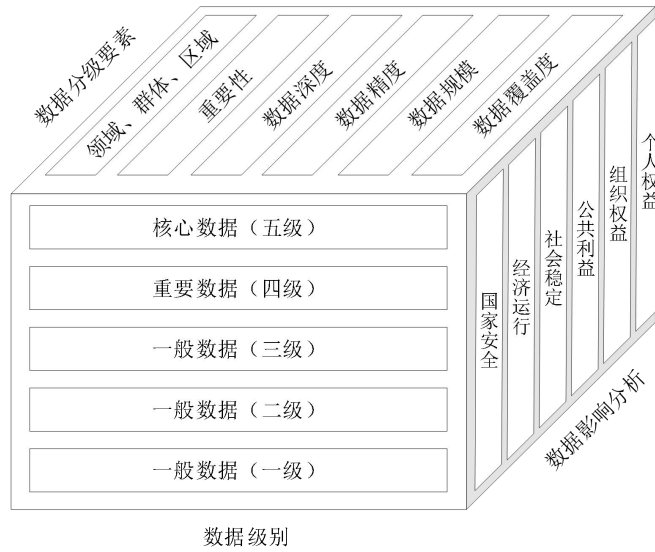 数据分级要素
领域、群体、区域
重要性
数据深度
数据精度
数据规模
数据覆盖度
核心数据（五级）
重要数据（四级）
一般数据（三级）
一般数据（二级）
一般数据（一级）
数据级别
国家安全
经济运行
社会稳定
公共利益
组织权益
个人权益
数据影响分析